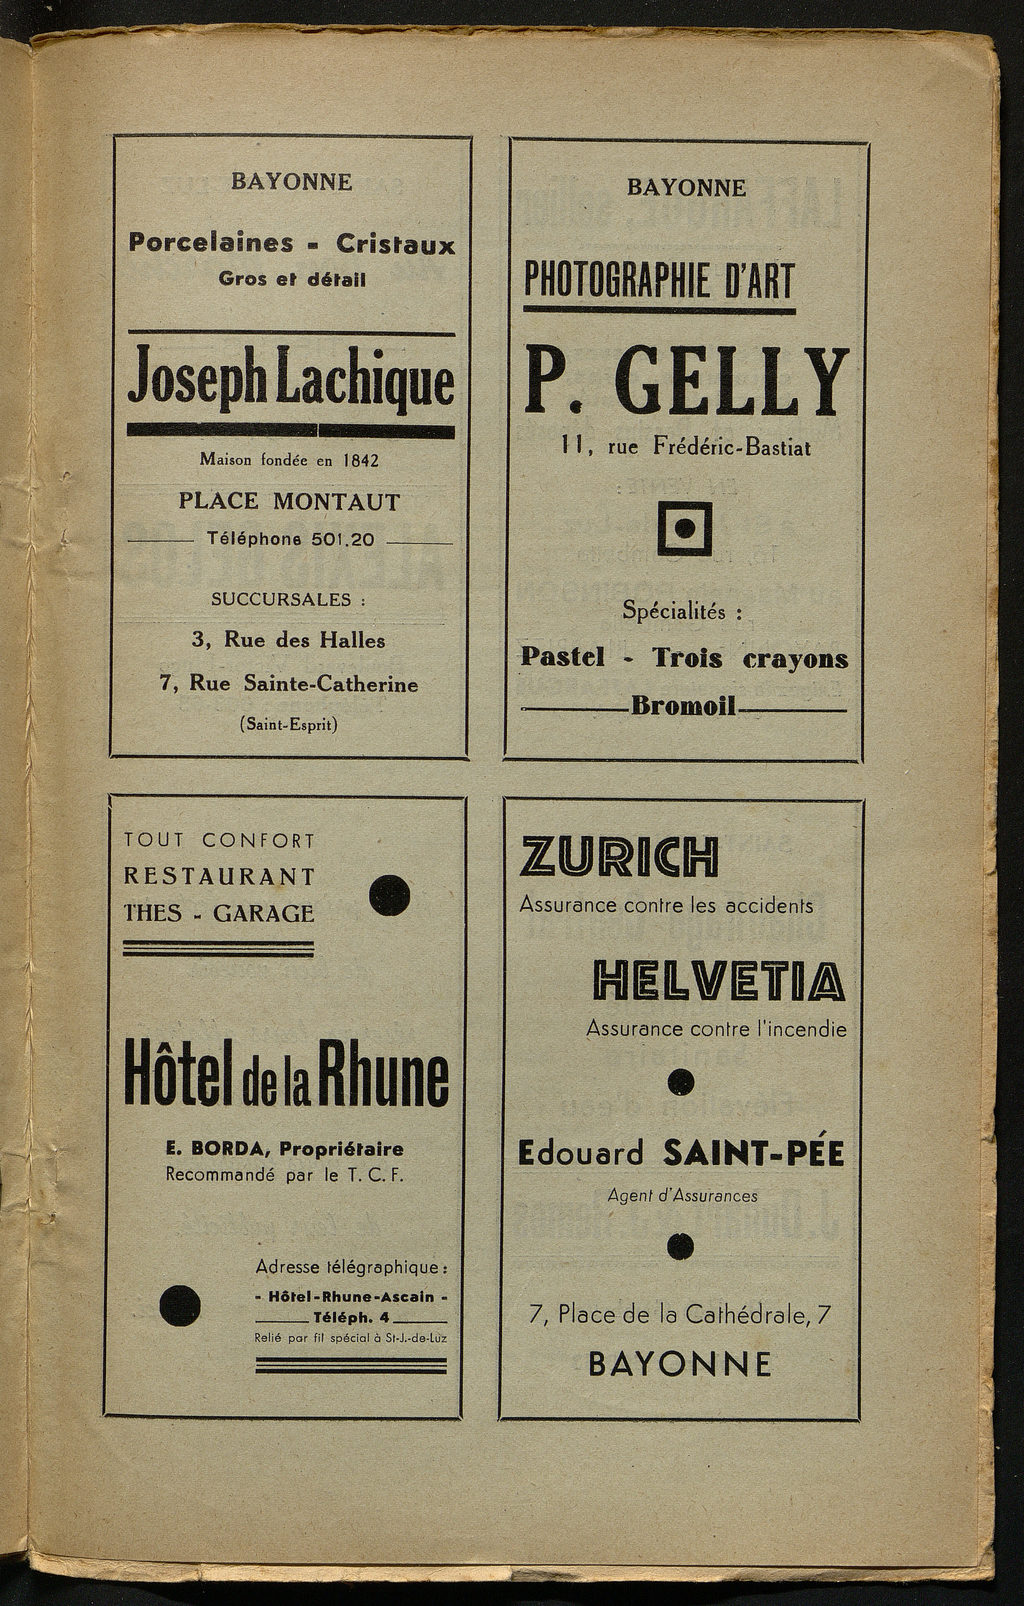 BAYONNE
Porcelaines - Cristaux
Gros et détail
Joseph Lachique
Maison fondée en 1842
PLACE MONTAUT
Téléphone 501.20
SUCCURSALES :
3, Rue des Halles
7, Rue Sainte-Catherine
(Saint-Esprit)
BAYONNE
PHOTOGRAPHIE D'ART
P. GELLY
11, rue Frédéric-Bastiat
Spécialités :
Pastel - Trois crayons
Bromoil
TOUT CONFORT
RESTAURANT
THES - GARAGE
Hôtel de la Rhune
E. BORDA, Propriétaire
Recommandé par le T. C. F.
Adresse télégraphique :
- Hôtel-Rhune-Ascain -
Téléph. 4
Relié par fil spécial à St-J.-de-Luz
ZURICH
Assurance contre les accidents
HELVETIA
Assurance contre l'incendie
Edouard SAINT-PÉE
Agent d'Assurances
7, Place de la Cathédrale, 7
BAYONNE